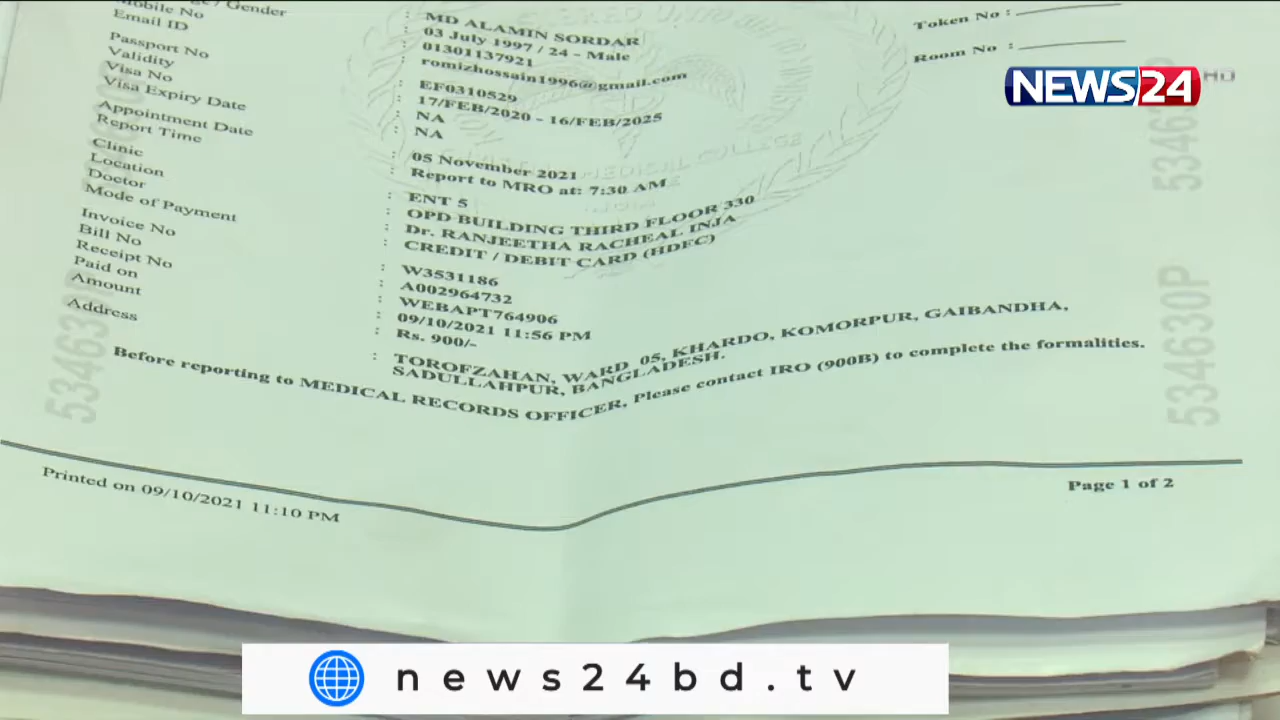 Age / Gender
Mobile No
Email ID
Passport No
Validity
Visa No
Visa Expiry Date
Appointment Date
Report Time
Clinic
Location
Doctor
Mode of Payment
Invoice No
Bill No
Receipt No
Paid on
Amount
Address
: MD ALAMIN SORDAR
: 03 July 1997 / 24 - Male
: 01301137921
: romizhossain1996@gmail.com
: EF0310529
: 17/FEB/2020 - 16/FEB/2025
: NA
: NA
: 05 November 2021
: Report to MRO at: 7:30 AM
: ENT 5
: OPD BUILDING THIRD FLOOR 330
: Dr. RANJEETHA RACHEAL INJA
: CREDIT / DEBIT CARD (HDFC)
: W3531186
: A002964732
: WEBAPT764906
: 09/10/2021 11:56 PM
: Rs. 900/-
: TOROFZAHAN, WARD 05, KHARDO, KOMORPUR, GAIBANDHA,
SADULLAHPUR, BANGLADESH.
Before reporting to MEDICAL RECORDS OFFICER, Please contact IRO (900B) to complete the formalities.
Token No :
Room No :
NEWS24 HD
MEDICAL COLLEGE
534630P
534630P
Printed on 09/10/2021 11:10 PM
Page 1 of 2
news24bd.tv